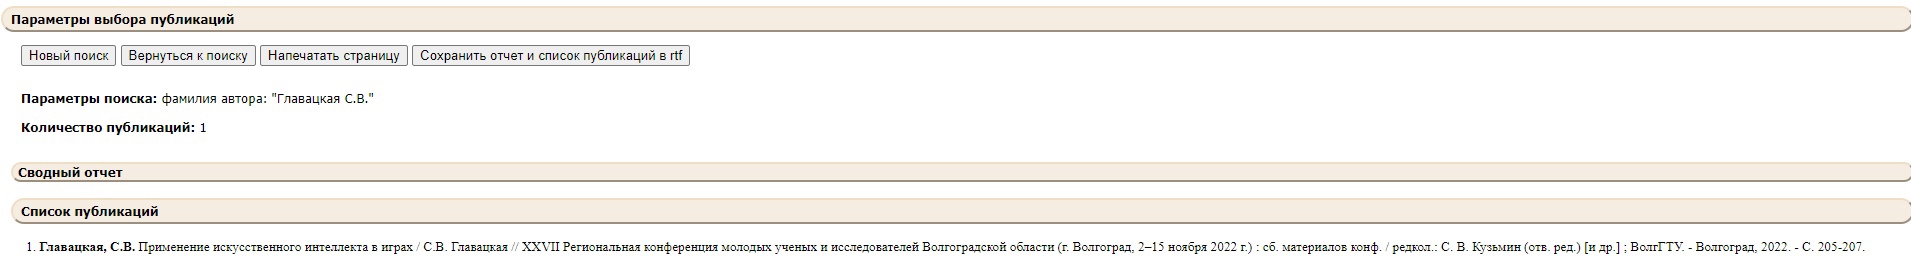 Параметры выбора публикаций
Новый поиск Вернуться к поиску Напечатать страницу Сохранить отчет и список публикаций в rtf
Параметры поиска: фамилия автора: "Главацкая С.В."
Количество публикаций: 1
Сводный отчет
Список публикаций
1. Главацкая, С.В. Применение искусственного интеллекта в играх / С.В. Главацкая // XXVII Региональная конференция молодых ученых и исследователей Волгоградской области (г. Волгоград, 2–15 ноября 2022 г.) : сб. материалов конф. / редкол.: С. В. Кузьмин (отв. ред.) [и др.] ; ВолгГТУ. - Волгоград, 2022. - С. 205-207.